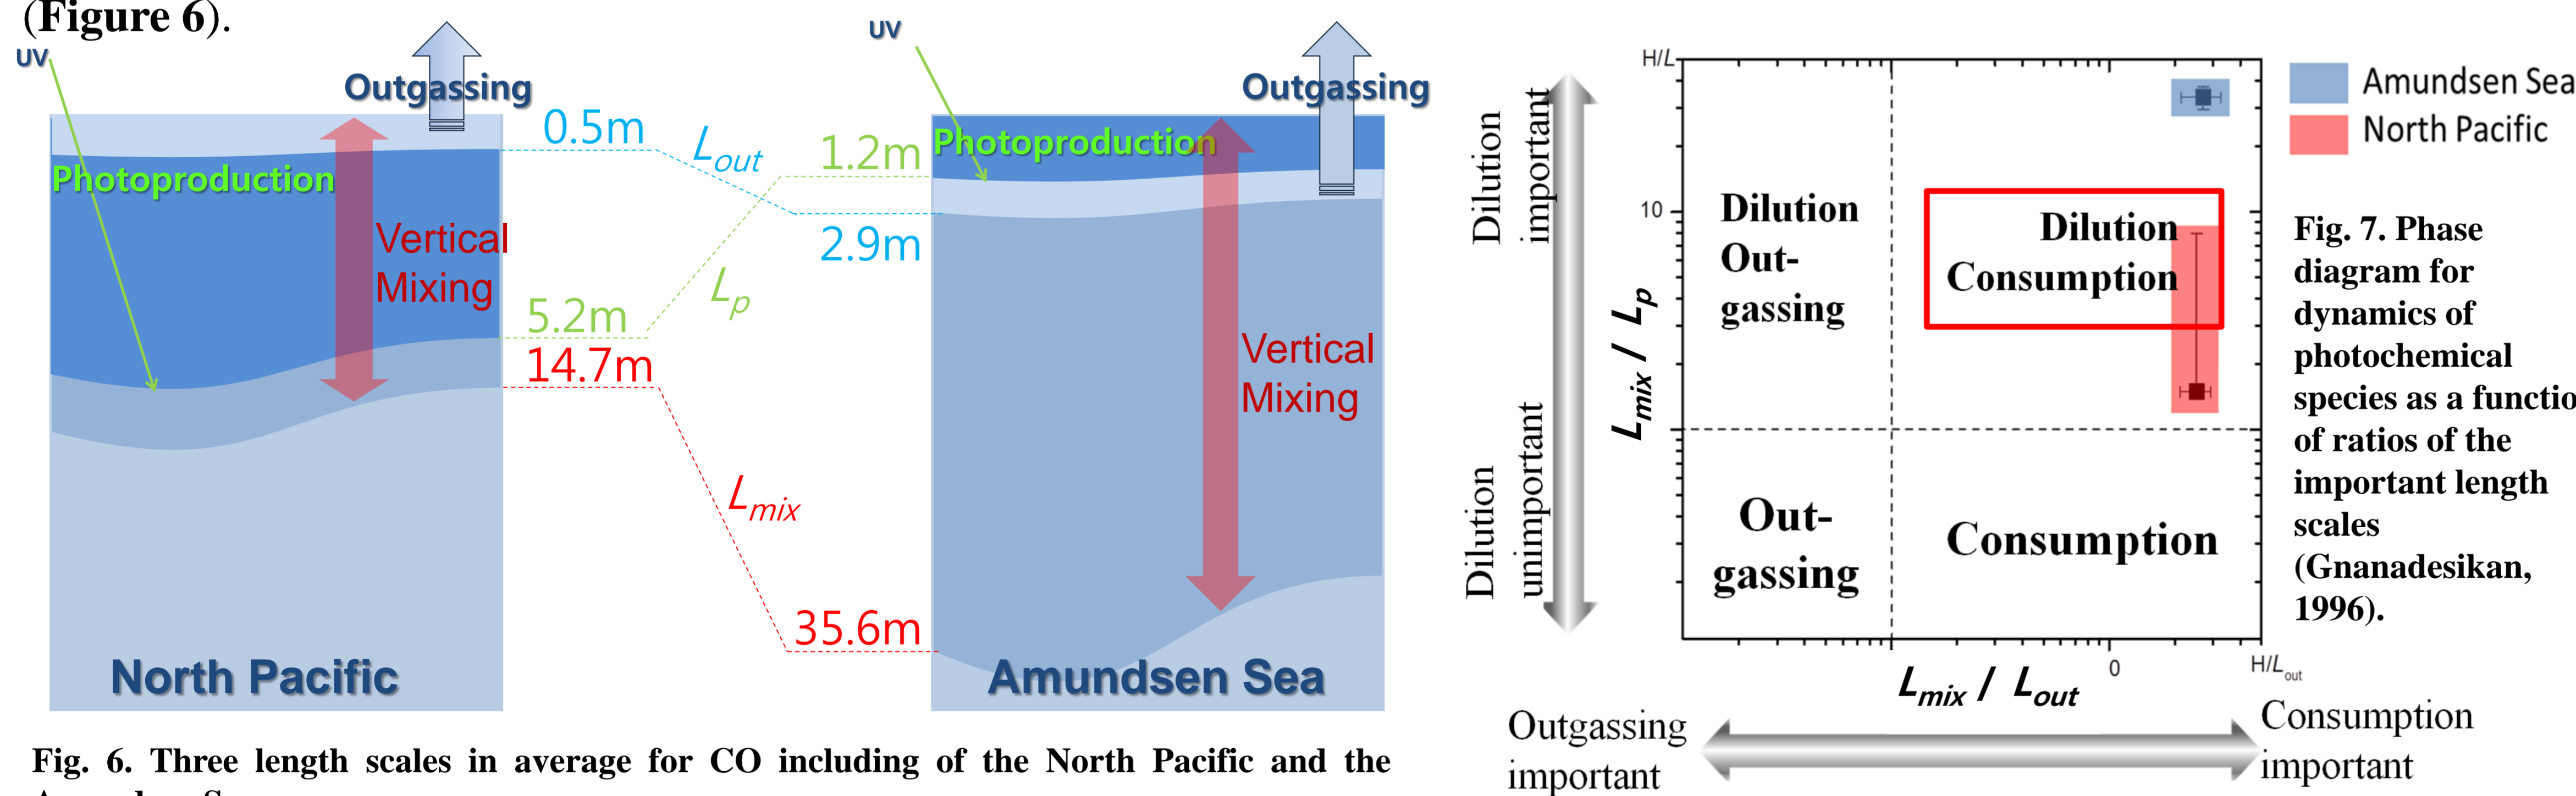 (Figure 6).
UV
Outgassing
Photoproduction
Vertical
Mixing
North Pacific
0.5m
Lout
5.2m
Lp
14.7m
Lmix
1.2m
2.9m
35.6m
UV
Outgassing
Photoproduction
Vertical
Mixing
Amundsen Sea
Fig. 6. Three length scales in average for CO including of the North Pacific and the
Dilution
important
Dilution
unimportant
Lmix / Lp
H/L
10
Dilution
Out-
gassing
Dilution
Consumption
Out-
gassing
Consumption
0
H/Lout
Lmix / Lout
Outgassing
important
Consumption
important
Amundsen Sea
North Pacific
Fig. 7. Phase
diagram for
dynamics of
photochemical
species as a functio
of ratios of the
important length
scales
(Gnanadesikan,
1996).